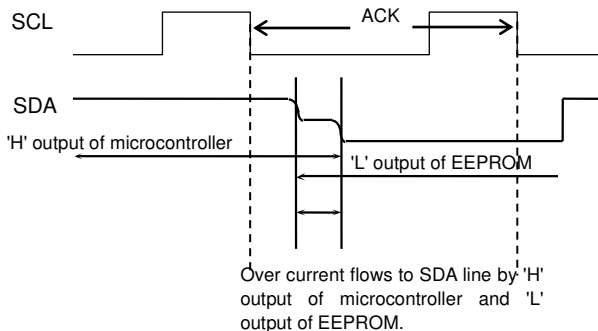 SCL
ACK
SDA
'H' output of microcontroller
'L' output of EEPROM
Over current flows to SDA line by 'H'
output of microcontroller and 'L'
output of EEPROM.